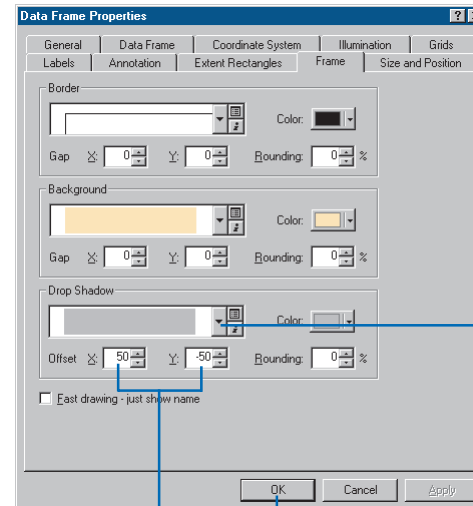 Data Frame Properties
General Data Frame Coordinate System Illumination Grids
Labels Annotation Extent Rectangles Frame Size and Position
Border
Color:
Gap X: 0 Y: 0 Rounding: 0 %
Background
Color:
Gap X: 0 Y: 0 Rounding: 0 %
Drop Shadow
Color:
Offset X: 50 Y: -50 Rounding: 0 %
Fast drawing - just show name
OK Cancel Apply